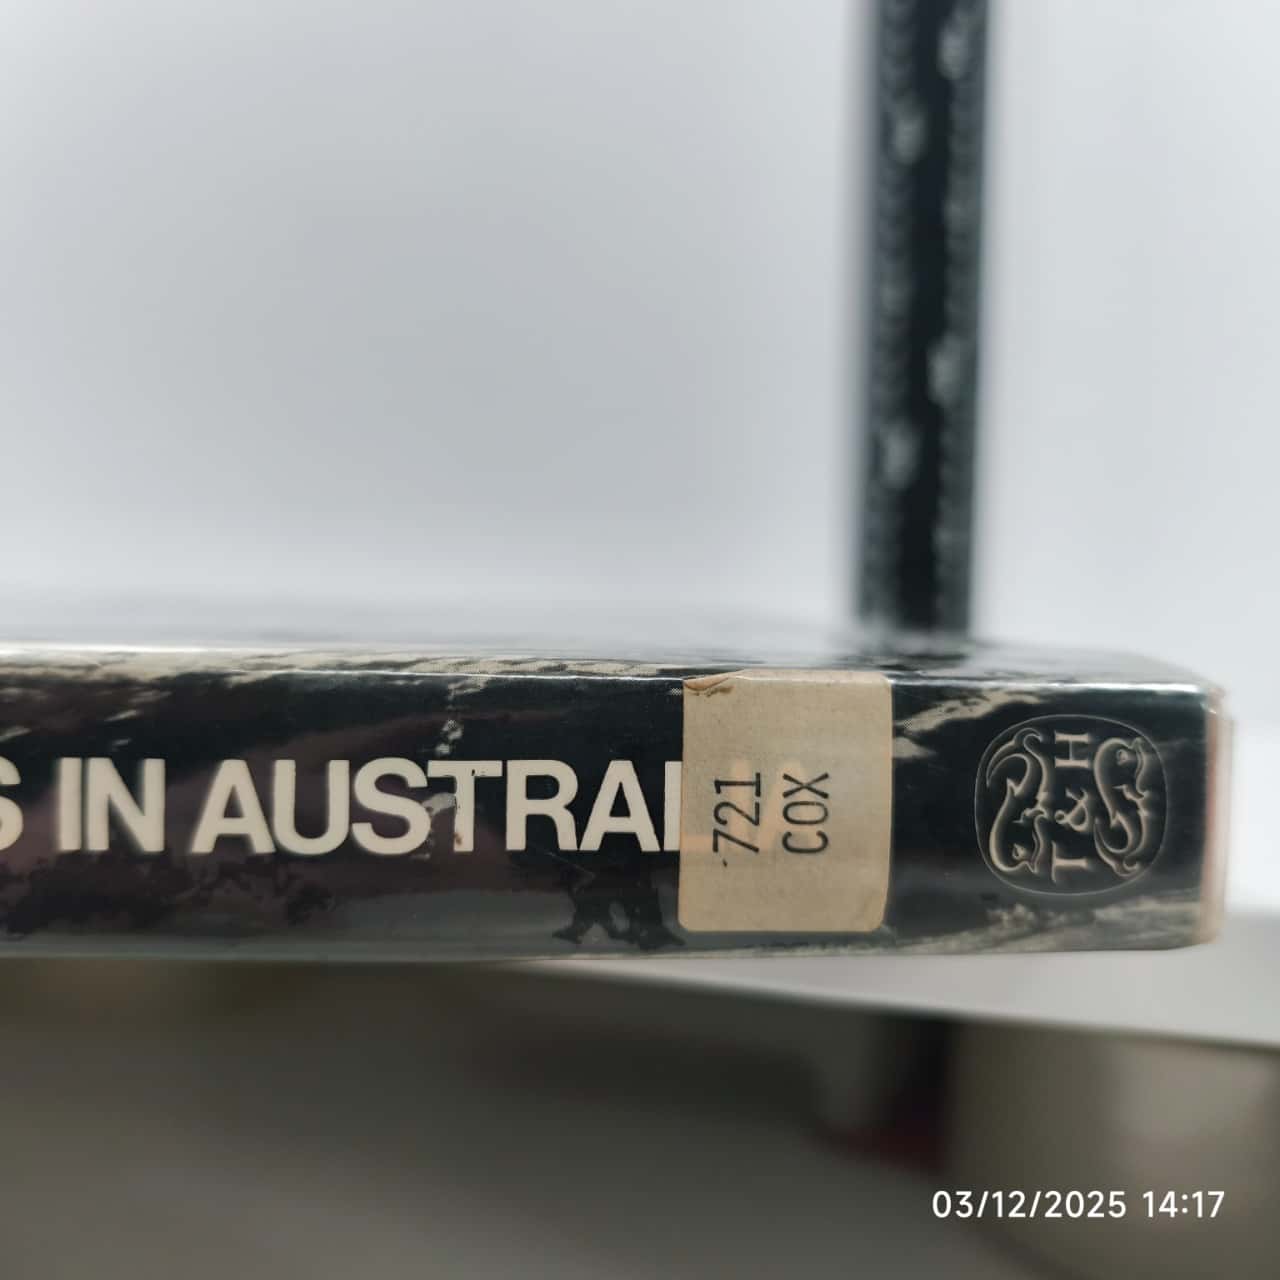 S IN AUSTRAL
721
COX
T&H
03/12/2025 14:17